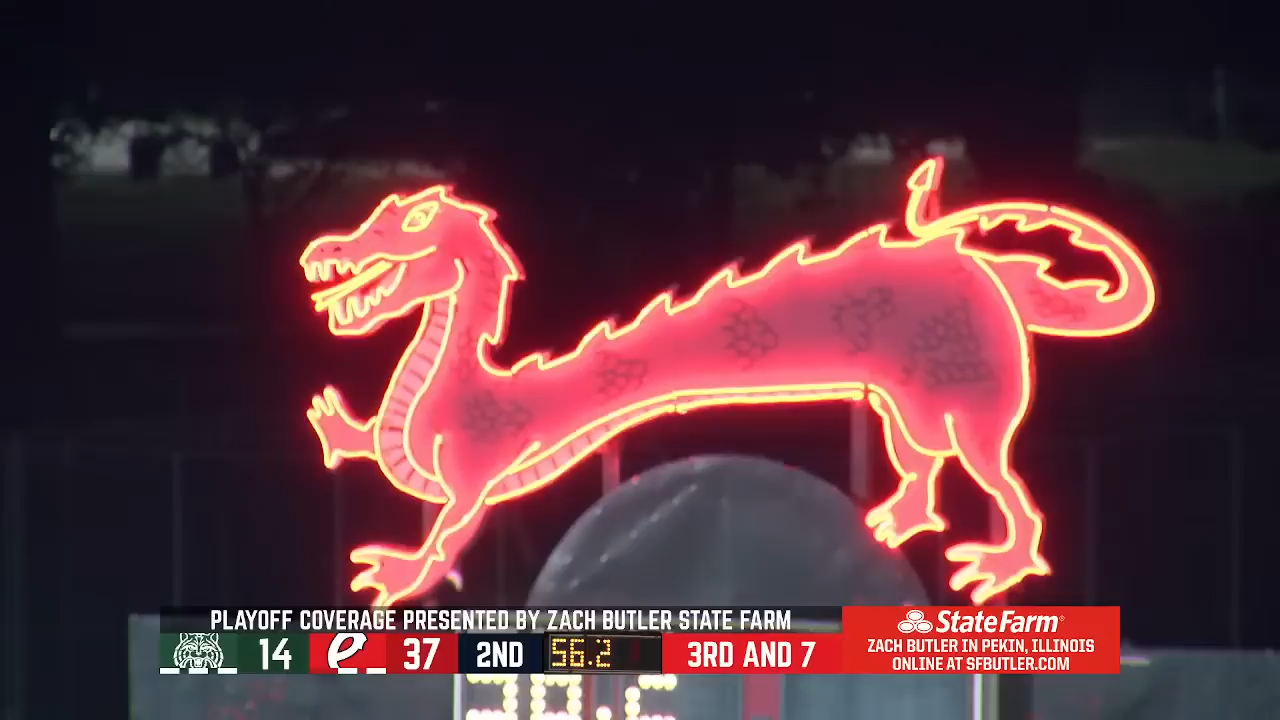 PLAYOFF COVERAGE PRESENTED BY ZACH BUTLER STATE FARM
14 e 37 2ND 56.2 3RD AND 7
StateFarm®
ZACH BUTLER IN PEKIN, ILLINOIS
ONLINE AT SFBUTLER.COM